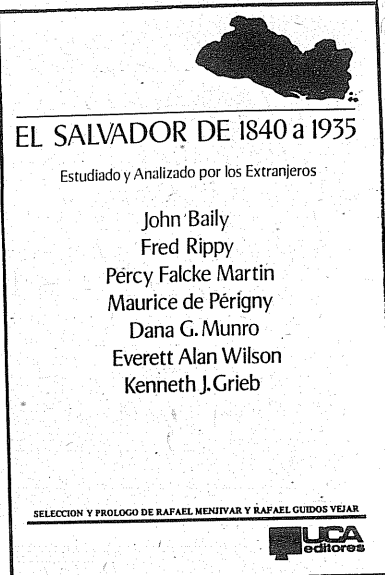 EL SALVADOR DE 1840 a 1935
Estudiado y Analizado por los Extranjeros
John Baily
Fred Rippy
Percy Falcke Martin
Maurice de Périgny
Dana G. Munro
Everett Alan Wilson
Kenneth J. Grieb
SELECCION Y PROLOGO DE RAFAEL MENJIVAR Y RAFAEL GUIDOS VEJAR
UCA
editores